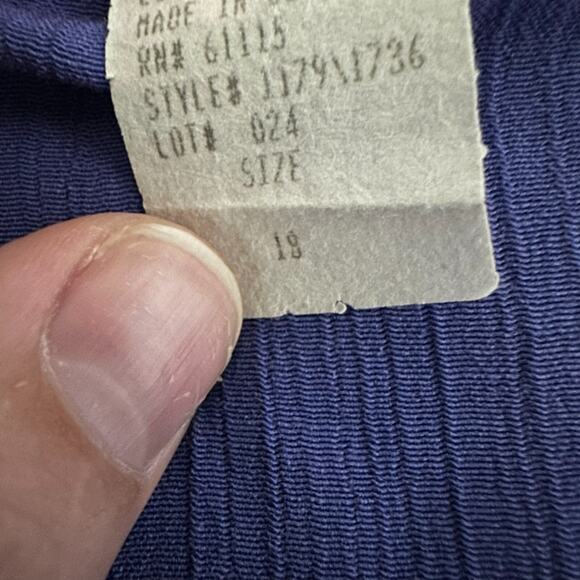 MADE IN
RN# 61115
STYLE# 1179\1736
LOT# 024
SIZE
18